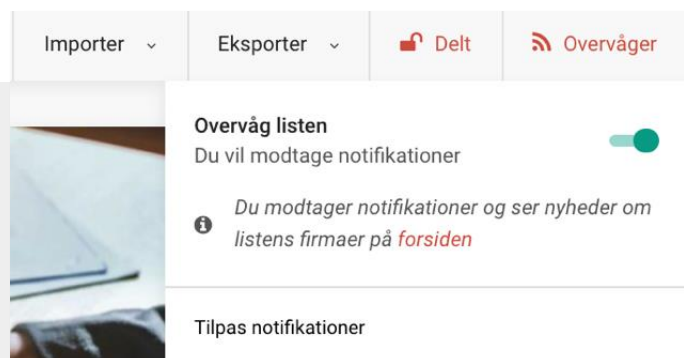 Importer
Eksporter
Delt
Overvåger
Overvåg listen
Du vil modtage notifikationer
Du modtager notifikationer og ser nyheder om
listens firmaer på forsiden
Tilpas notifikationer